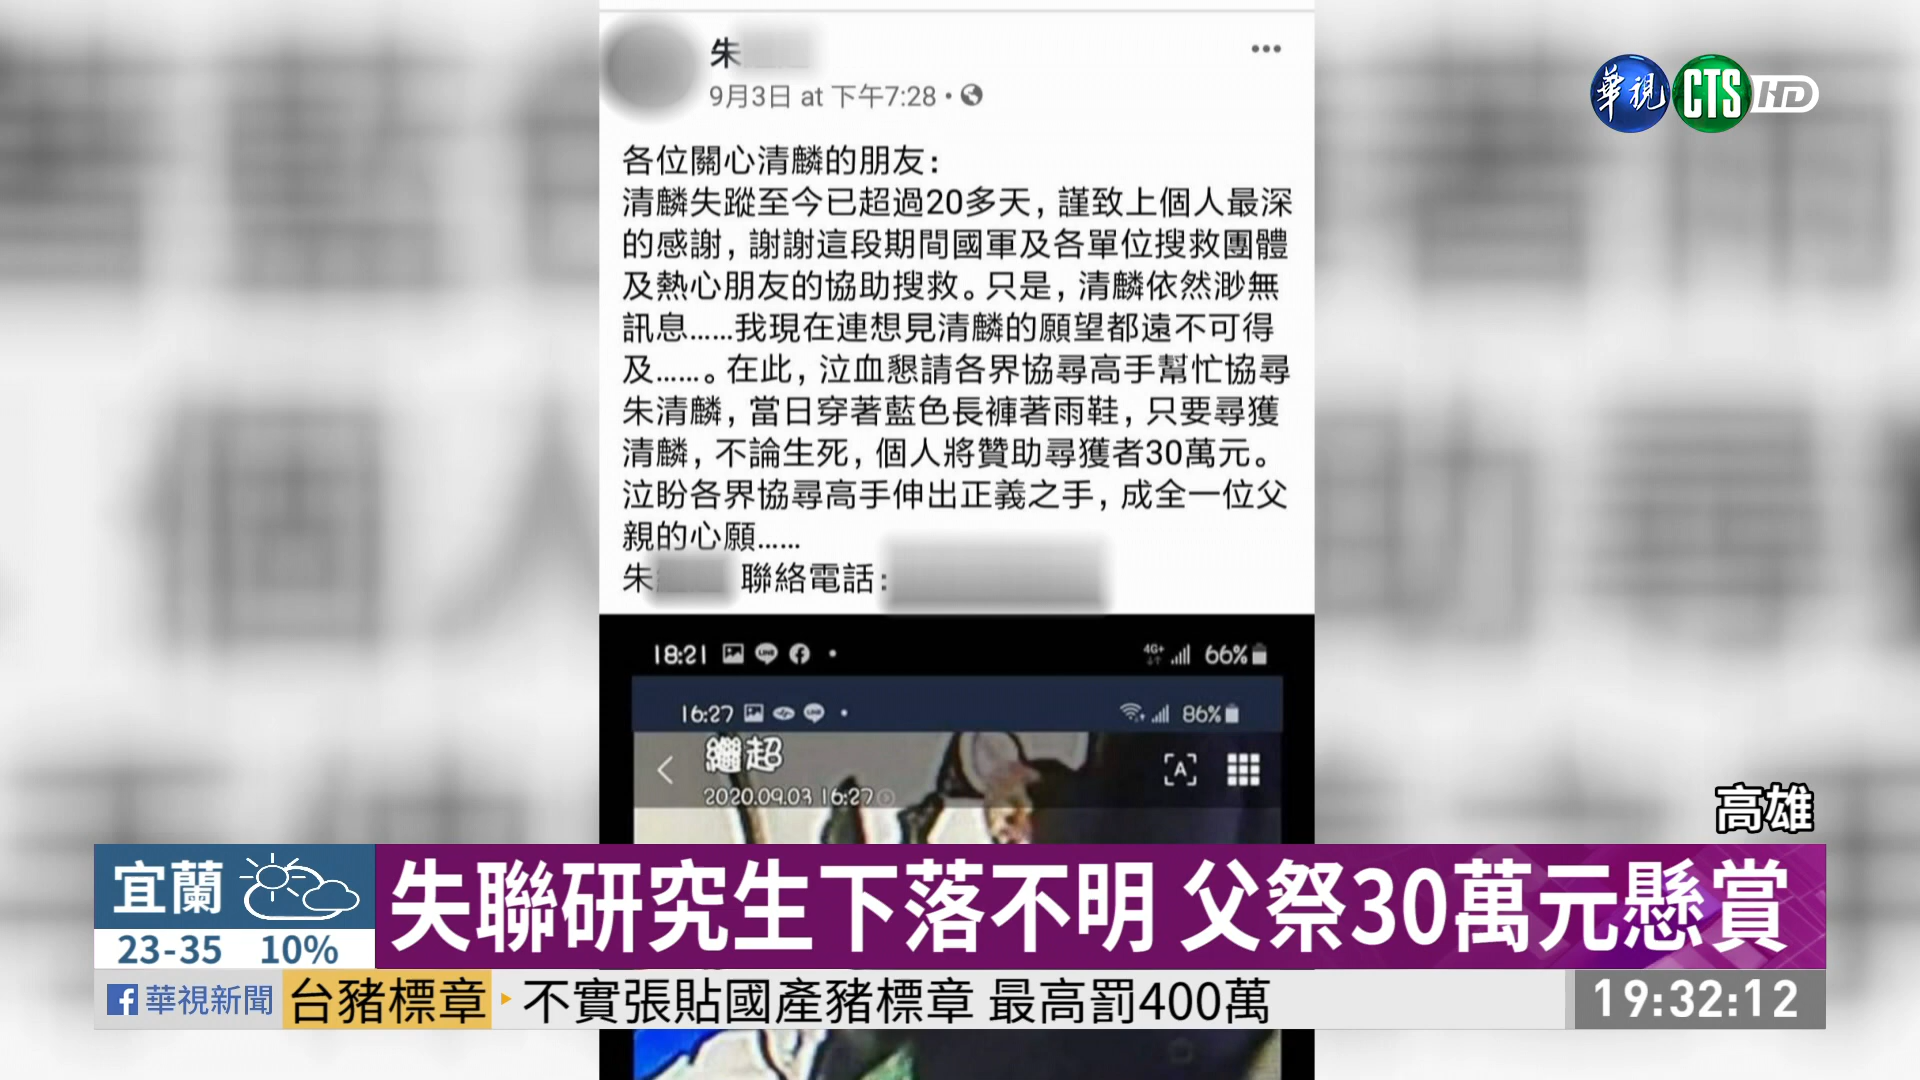 朱
9月3日 at 下午7:28
華視 CTS HD
各位關心清麟的朋友:
清麟失蹤至今已超過20多天, 謹致上個人最深
的感謝, 謝謝這段期間國軍及各單位搜救團體
及熱心朋友的協助搜救。只是, 清麟依然渺無
訊息......我現在連想見清麟的願望都遠不可得
及......。在此, 泣血懇請各界協尋高手幫忙協尋
朱清麟, 當日穿著藍色長褲著雨鞋, 只要尋獲
清麟, 不論生死, 個人將贊助尋獲者30萬元。
泣盼各界協尋高手伸出正義之手, 成全一位父
親的心願......
朱 聯絡電話:
18:21 4G+ 66%
16:27 86%
繼超
2020.09.03 16:27
高雄
宜蘭
23-35 10%
失聯研究生下落不明 父祭30萬元懸賞
華視新聞 台豬標章 不實張貼國產豬標章 最高罰400萬
19:32:12